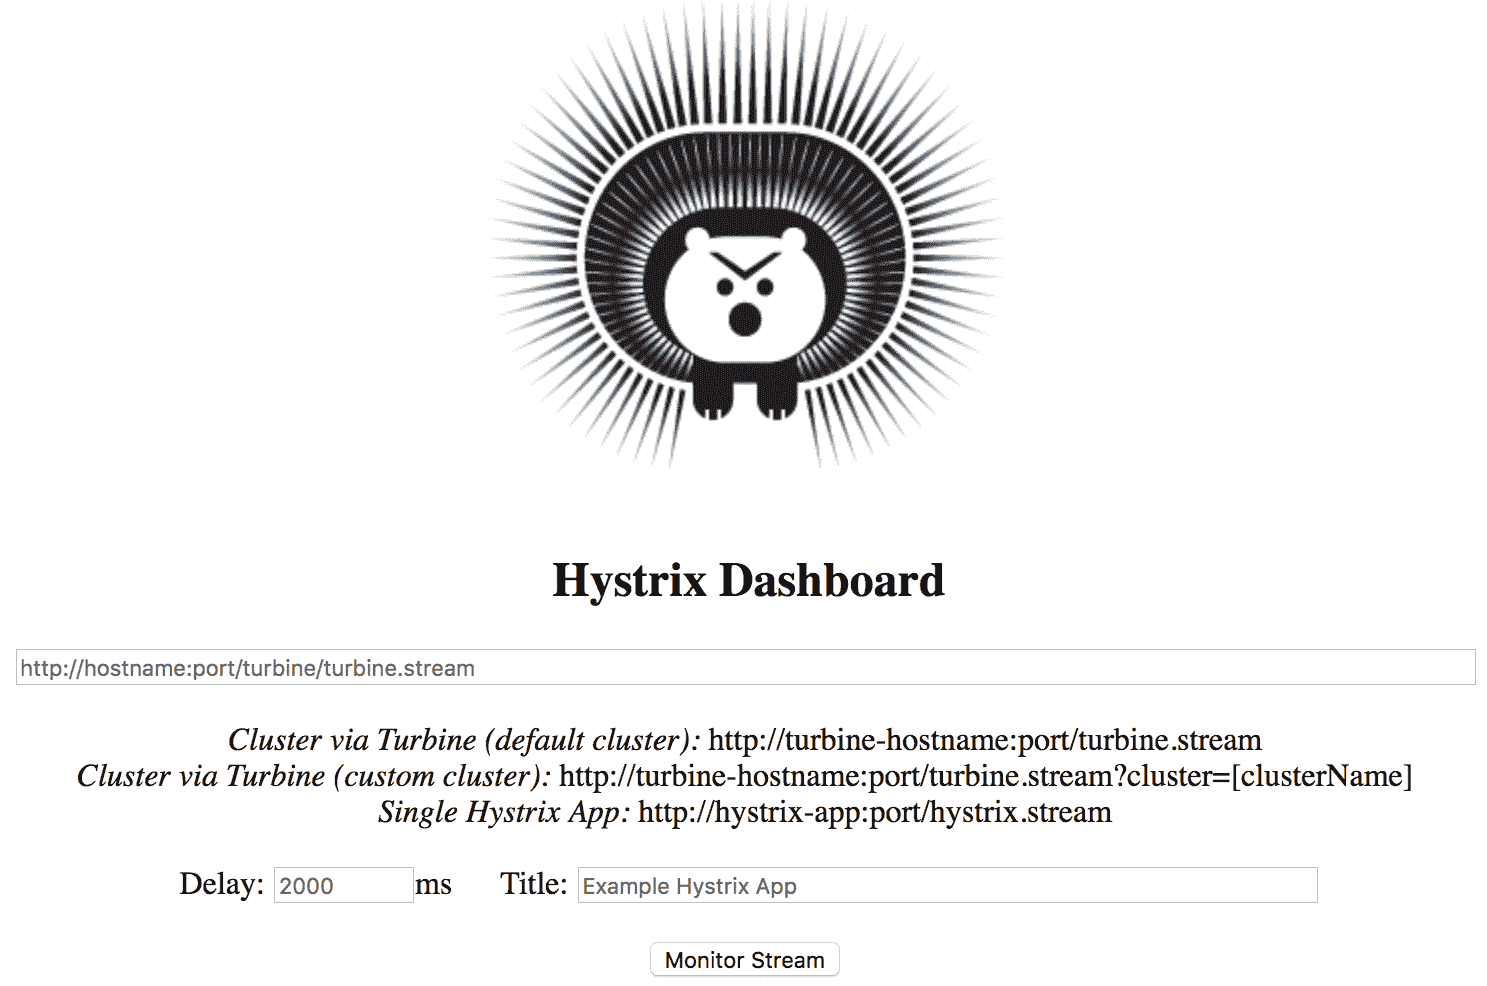 Hystrix Dashboard
http://hostname:port/turbine/turbine.stream
Cluster via Turbine (default cluster): http://turbine-hostname:port/turbine.stream
Cluster via Turbine (custom cluster): http://turbine-hostname:port/turbine.stream?cluster=[clusterName]
Single Hystrix App: http://hystrix-app:port/hystrix.stream
Delay: 2000 ms Title: Example Hystrix App
Monitor Stream